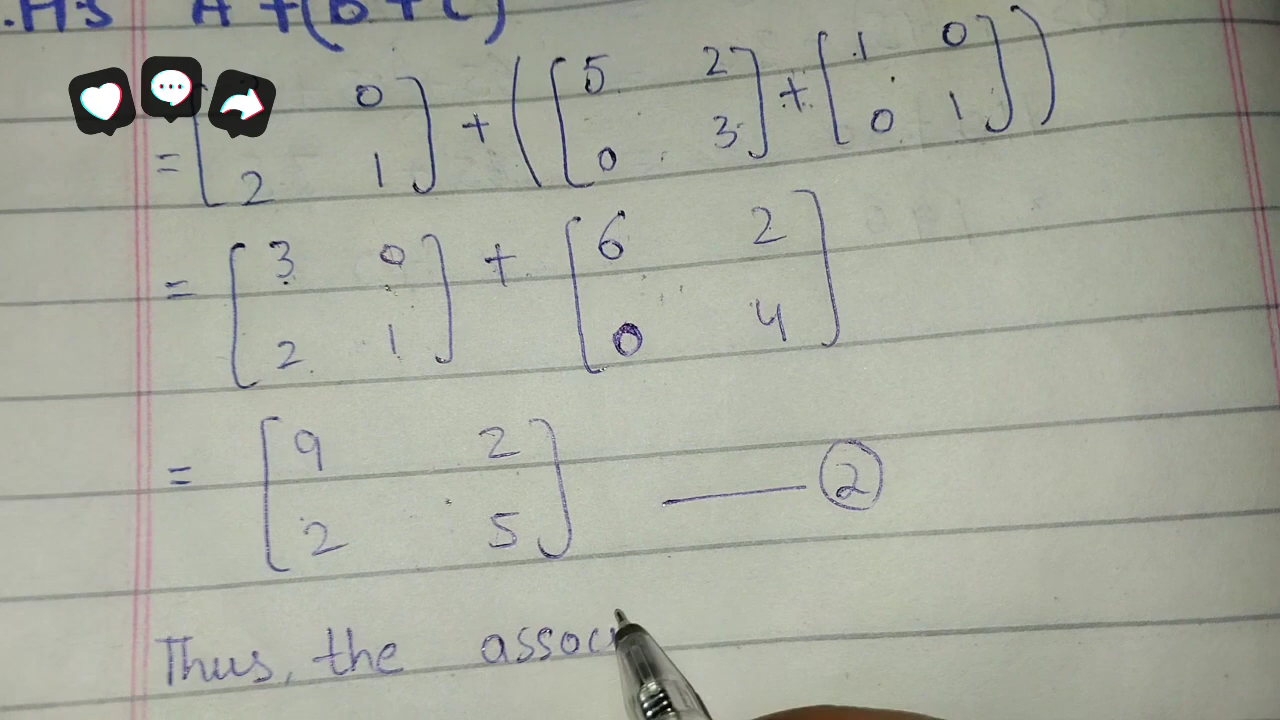 .H.S A + (B + C)
0 ] + ( [ 5 2 ] + [ 1 0 ] )
= [ 2 1 ] [ 0 3 ] [ 0 1 ]
= [ 3 0 ] + [ 6 2 ]
[ 2 1 ] [ 0 4 ]
= [ 9 2 ] — ②
[ 2 5 ]
Thus, the assoc